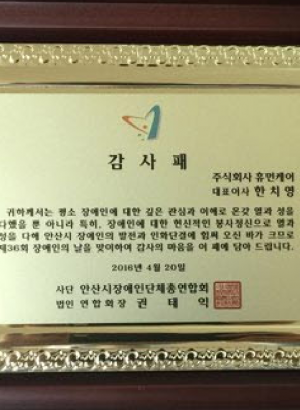 감 사 패
주식회사 휴먼케어
대표이사 한 치 영
귀하께서는 평소 장애인에 대한 깊은 관심과 이해로 온갖 열과 성을
다했을 뿐 아니라 특히, 장애인에 대한 헌신적인 봉사정신으로 열과
성을 다해 안산시 장애인의 발전과 인화단결에 힘써 오신 바가 크므로
제36회 장애인의 날을 맞이하여 감사의 마음을 이 패에 담아 드립니다.
2016년 4월 20일
사단 안산시장애인단체총연합회
법인 연합회장 권 태 익